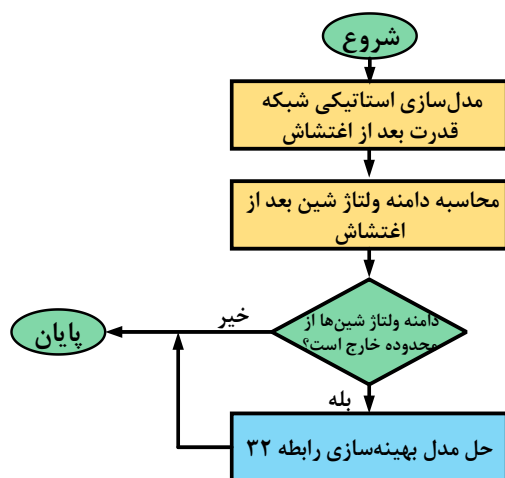 شروع
مدل‌سازی استاتیکی شبکه
قدرت بعد از اغتشاش
محاسبه دامنه ولتاژ شین بعد از
اغتشاش
دامنه ولتاژ شین‌ها از
محدوده خارج است؟
خیر
پایان
بله
حل مدل بهینه‌سازی رابطه ۳۲